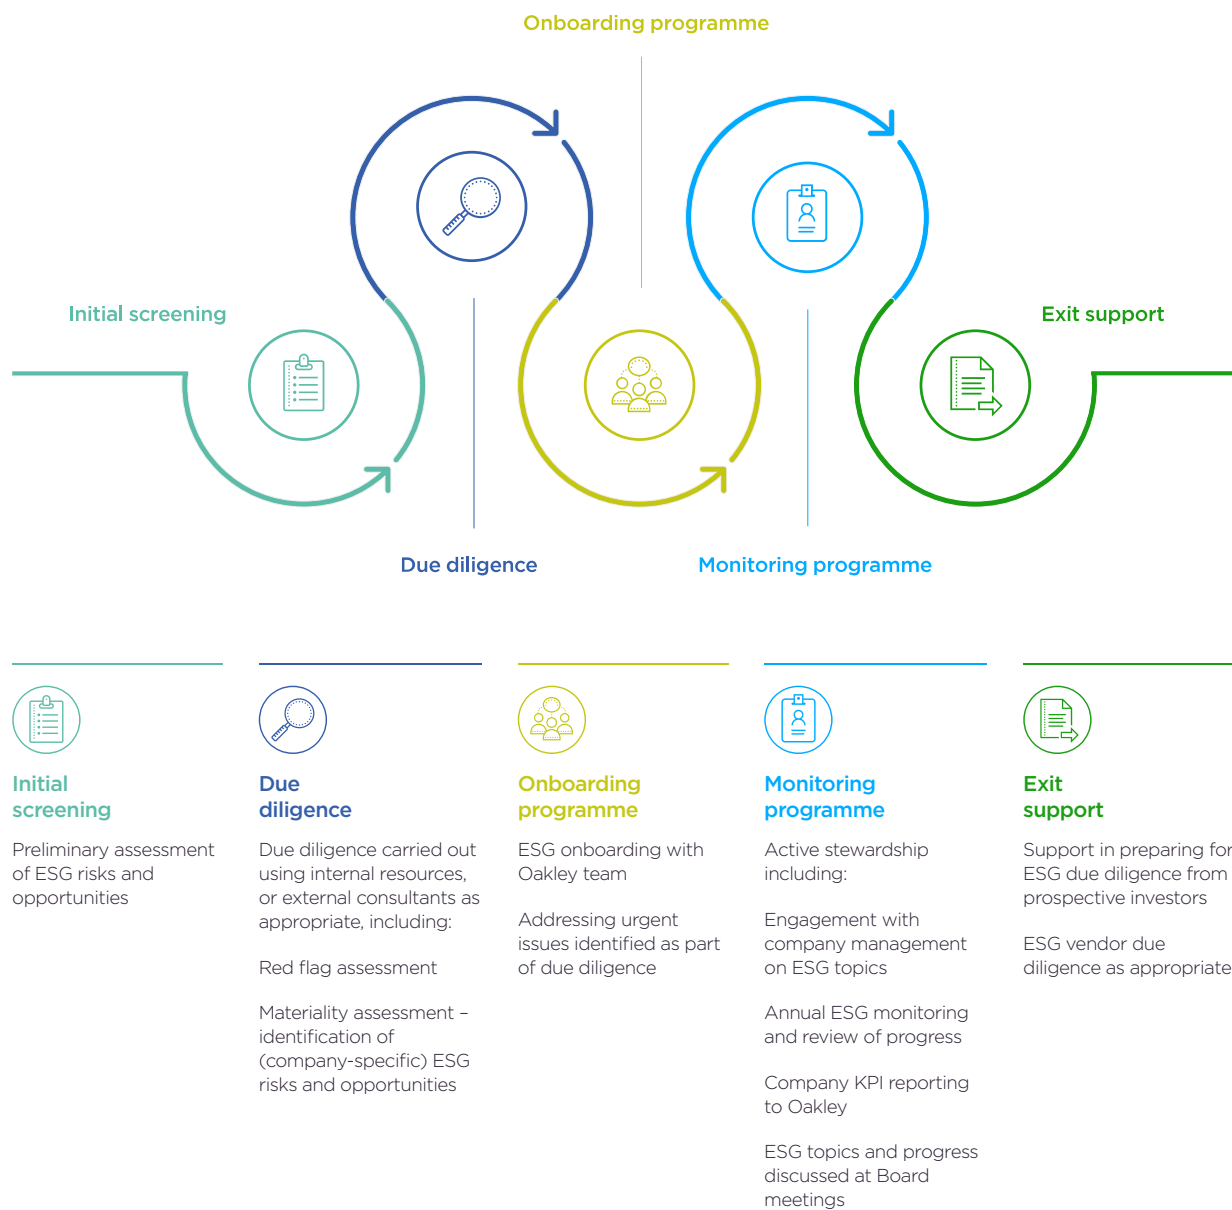 Onboarding programme
Initial screening
Exit support
Due diligence
Monitoring programme
Initial
screening
Preliminary assessment
of ESG risks and
opportunities
Due
diligence
Due diligence carried out
using internal resources,
or external consultants as
appropriate, including:
Red flag assessment
Materiality assessment –
identification of
(company-specific) ESG
risks and opportunities
Onboarding
programme
ESG onboarding with
Oakley team
Addressing urgent
issues identified as part
of due diligence
Monitoring
programme
Active stewardship
including:
Engagement with
company management
on ESG topics
Annual ESG monitoring
and review of progress
Company KPI reporting
to Oakley
ESG topics and progress
discussed at Board
meetings
Exit
support
Support in preparing for
ESG due diligence from
prospective investors
ESG vendor due
diligence as appropriate